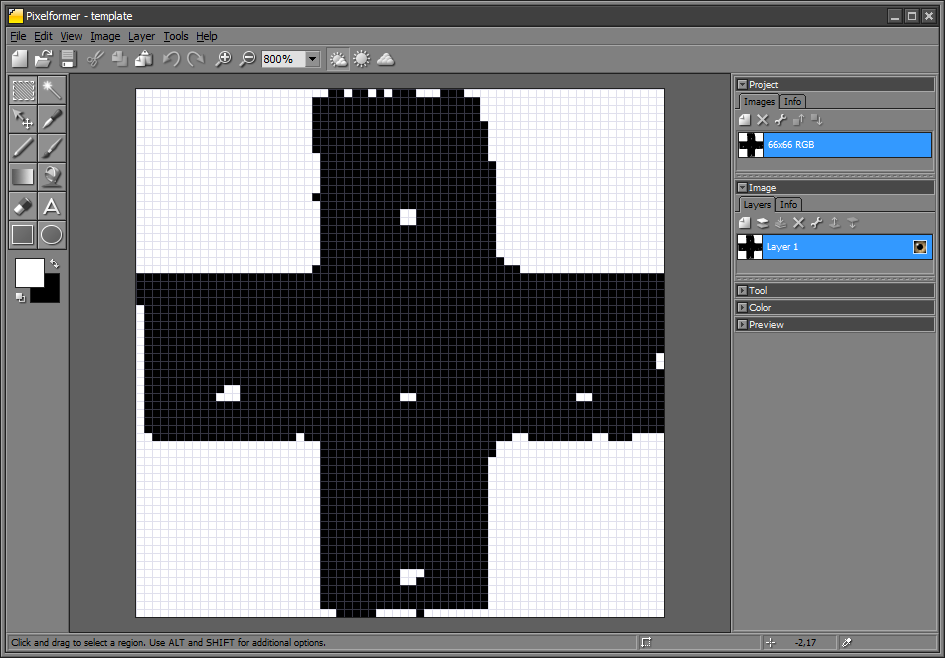 Pixelformer - template
File Edit View Image Layer Tools Help
800%
Project
Images Info
66x66 RGB
Image
Layers Info
Layer 1
Tool
Color
Preview
Click and drag to select a region. Use ALT and SHIFT for additional options.
-2,17